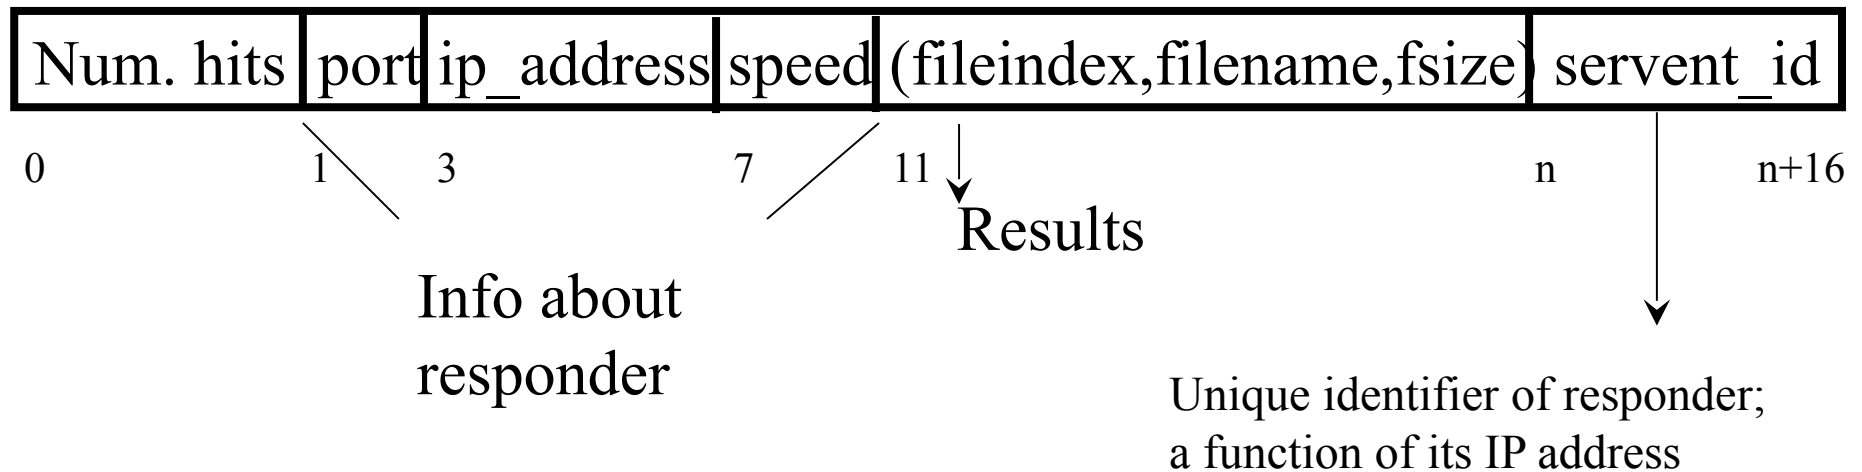 Num. hits port ip_address speed (fileindex,filename,fsize) servent_id
0 1 3 7 11 n n+16
Results
Info about
responder
Unique identifier of responder;
a function of its IP address